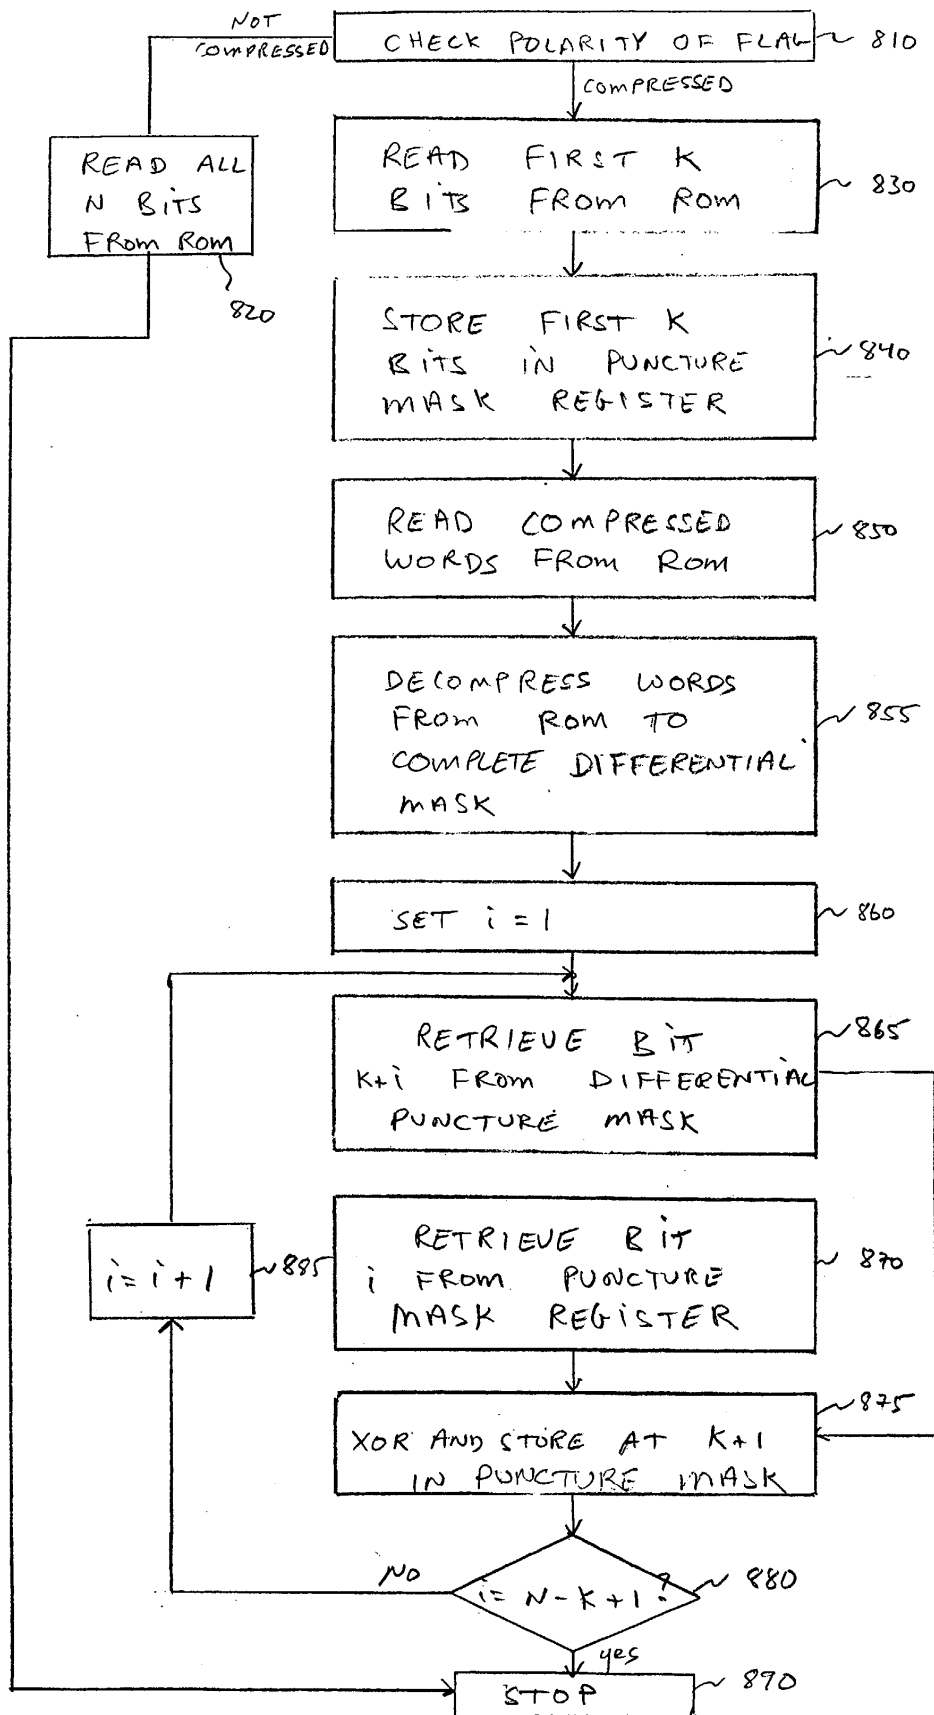 NOT
COMPRESSED
CHECK POLARITY OF FLAG
810
COMPRESSED
READ ALL
N BITS
FROM ROM
820
READ FIRST K
BITS FROM ROM
830
STORE FIRST K
BITS IN PUNCTURE
MASK REGISTER
840
READ COMPRESSED
WORDS FROM ROM
850
DECOMPRESS WORDS
FROM ROM TO
COMPLETE DIFFERENTIAL
MASK
855
SET i = 1
860
RETRIEVE BIT
K+i FROM DIFFERENTIAL
PUNCTURE MASK
865
i = i + 1
885
RETRIEVE BIT
i FROM PUNCTURE
MASK REGISTER
870
XOR AND STORE AT K+1
IN PUNCTURE MASK
875
NO
i = N - K + 1 ?
880
yes
STOP
890